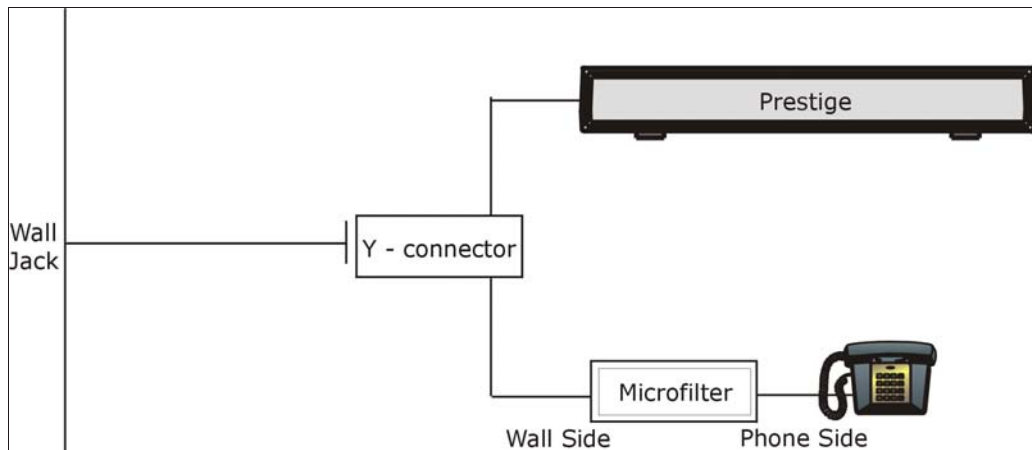 Prestige
Wall
Jack
Y - connector
Microfilter
Wall Side
Phone Side